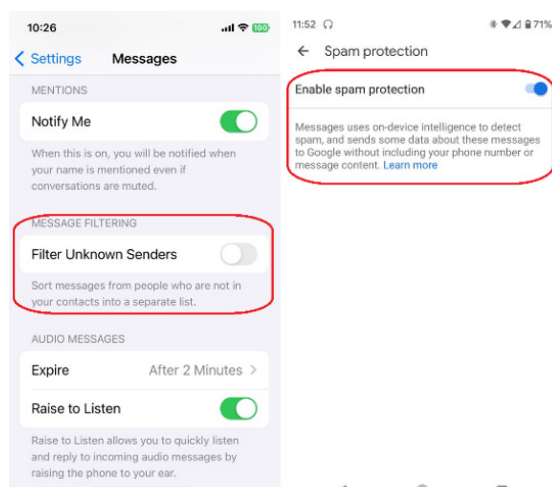 10:26
100
Settings
Messages
MENTIONS
Notify Me
When this is on, you will be notified when
your name is mentioned even if
conversations are muted.
MESSAGE FILTERING
Filter Unknown Senders
Sort messages from people who are not in
your contacts into a separate list.
AUDIO MESSAGES
Expire
After 2 Minutes
Raise to Listen
Raise to Listen allows you to quickly listen
and reply to incoming audio messages by
raising the phone to your ear.
11:52
71%
Spam protection
Enable spam protection
Messages uses on-device intelligence to detect
spam, and sends some data about these messages
to Google without including your phone number or
message content. Learn more